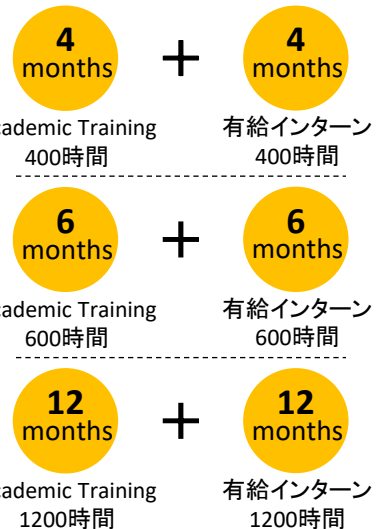 4 months + 4 months
cademic Training 有給インターン
400時間 400時間
6 months + 6 months
cademic Training 有給インターン
600時間 600時間
12 months + 12 months
cademic Training 有給インターン
1200時間 1200時間